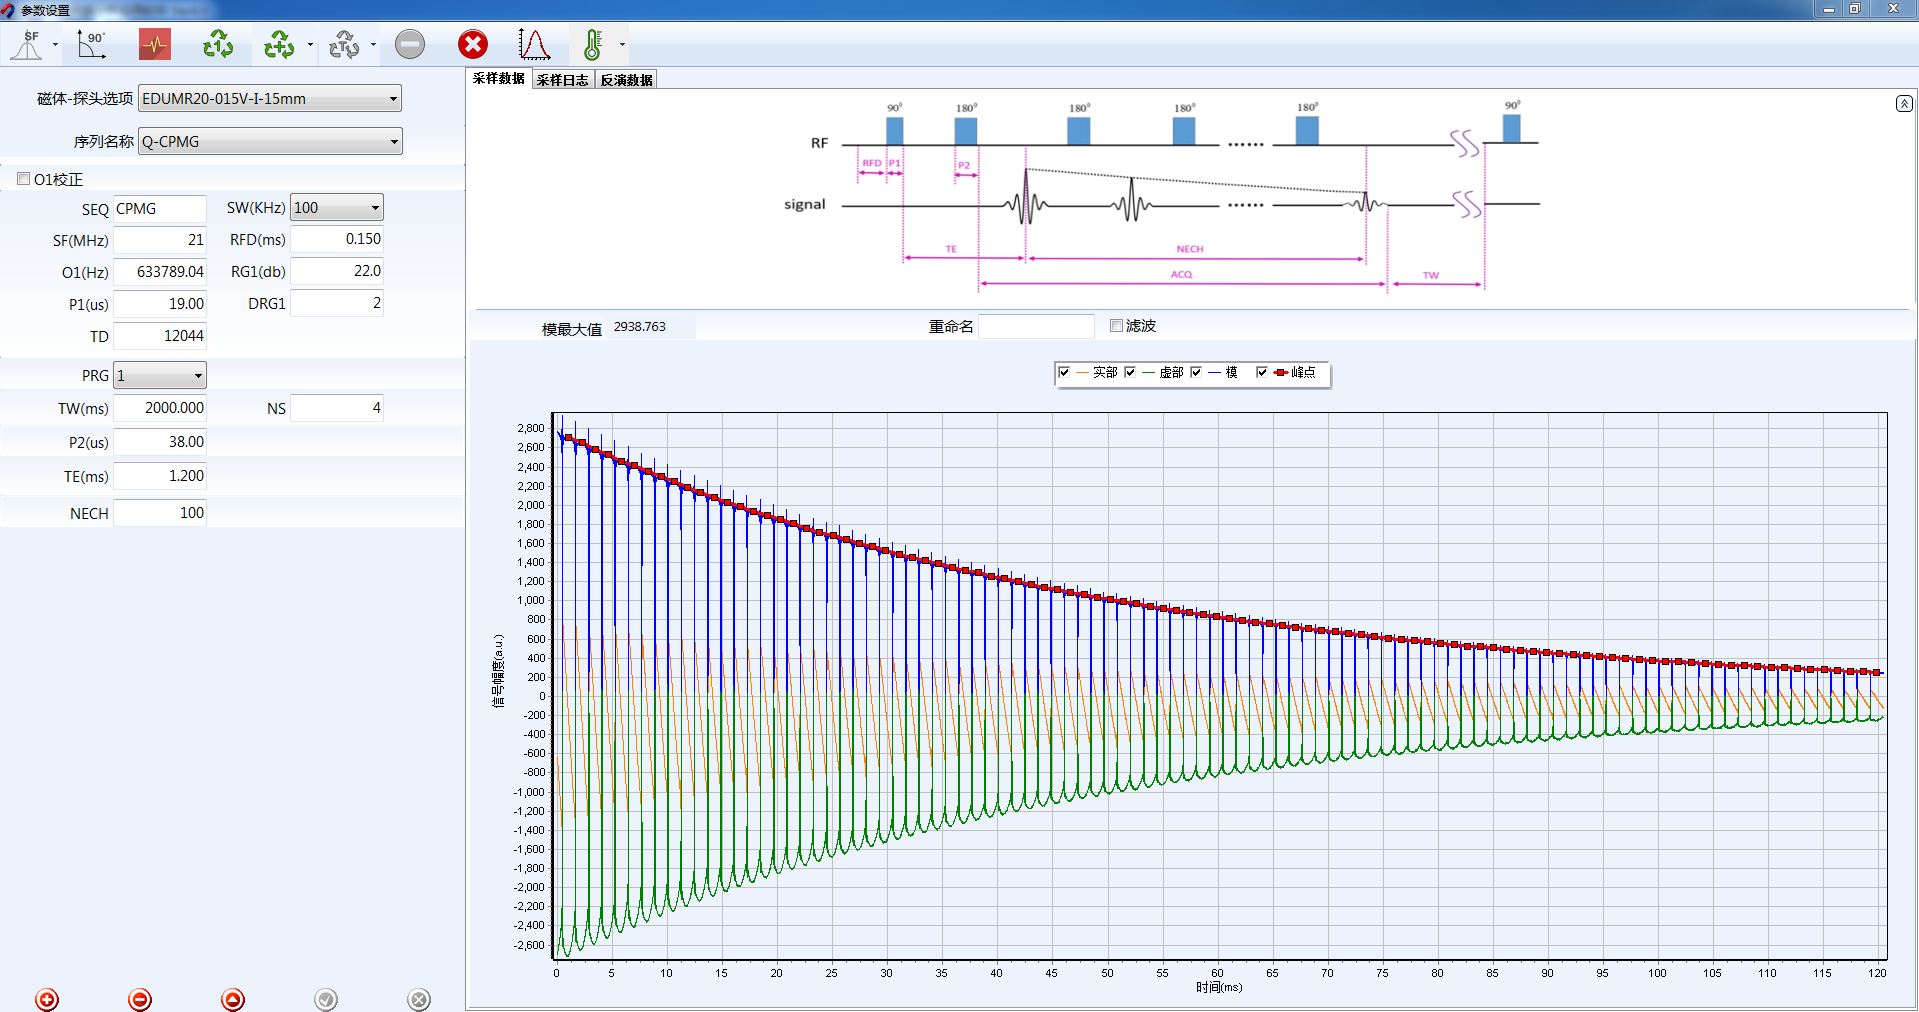 参数设置
SF
90°
1
磁体-探头选项 EDUMR20-015V-I-15mm
序列名称 Q-CPMG
O1校正
SEQ CPMG SW(KHz) 100
SF(MHz) 21 RFD(ms) 0.150
O1(Hz) 633789.04 RG1(db) 22.0
P1(us) 19.00 DRG1 2
TD 12044
PRG 1
TW(ms) 2000.000 NS 4
P2(us) 38.00
TE(ms) 1.200
NECH 100
采样数据 采样日志 反演数据
90° 180° 180° 180° 180° 90°
RF ...... 
RFD P1 P2
signal ......
TE NECH
ACQ TW
模最大值 2938.763 重命名 滤波
实部 虚部 模 峰点
2,800
2,600
2,400
2,200
2,000
1,800
1,600
1,400
1,200
1,000
800
600
400
200
0
-200
-400
-600
-800
-1,000
-1,200
-1,400
-1,600
-1,800
-2,000
-2,200
-2,400
-2,600
信号幅度(a.u.)
0 5 10 15 20 25 30 35 40 45 50 55 60 65 70 75 80 85 90 95 100 105 110 115 120
时间(ms)